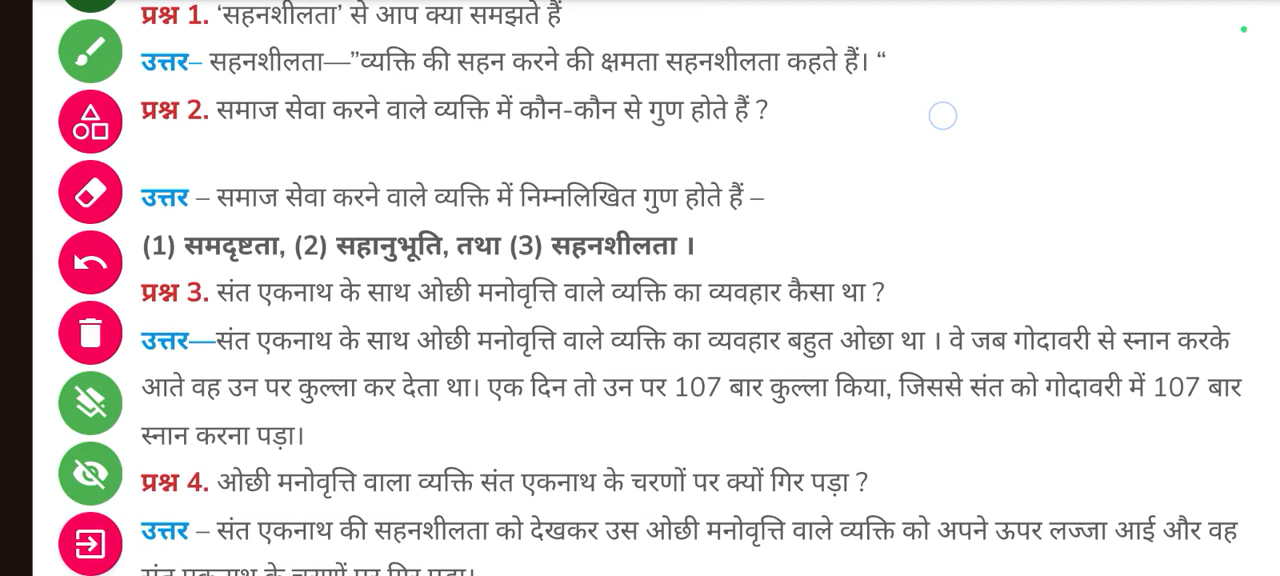 प्रश्न 1. ‘सहनशीलता’ से आप क्या समझते हैं
उत्तर– सहनशीलता—”व्यक्ति की सहन करने की क्षमता सहनशीलता कहते हैं। “
प्रश्न 2. समाज सेवा करने वाले व्यक्ति में कौन-कौन से गुण होते हैं ?
उत्तर – समाज सेवा करने वाले व्यक्ति में निम्नलिखित गुण होते हैं –
(1) समदृष्टता, (2) सहानुभूति, तथा (3) सहनशीलता ।
प्रश्न 3. संत एकनाथ के साथ ओछी मनोवृत्ति वाले व्यक्ति का व्यवहार कैसा था ?
उत्तर—संत एकनाथ के साथ ओछी मनोवृत्ति वाले व्यक्ति का व्यवहार बहुत ओछा था । वे जब गोदावरी से स्नान करके
आते वह उन पर कुल्ला कर देता था। एक दिन तो उन पर 107 बार कुल्ला किया, जिससे संत को गोदावरी में 107 बार
स्नान करना पड़ा।
प्रश्न 4. ओछी मनोवृत्ति वाला व्यक्ति संत एकनाथ के चरणों पर क्यों गिर पड़ा ?
उत्तर – संत एकनाथ की सहनशीलता को देखकर उस ओछी मनोवृत्ति वाले व्यक्ति को अपने ऊपर लज्जा आई और वह
संत एकनाथ के चरणों पर गिर पड़ा।